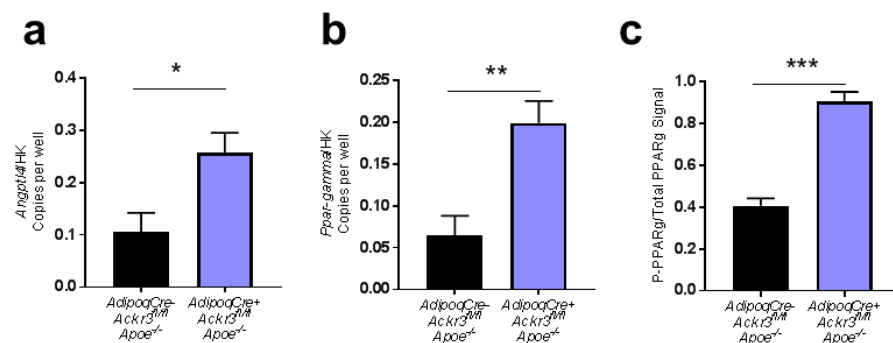 a
*
0.4
0.3
0.2
0.1
0.0
Angptl4/HK
Copies per well
AdipoqCre-
Ackr3fl/fl
Apoe-/-
AdipoqCre+
Ackr3fl/fl
Apoe-/-
b
**
0.25
0.20
0.15
0.10
0.05
0.00
Ppar-gamma/HK
Copies per well
AdipoqCre-
Ackr3fl/fl
Apoe-/-
AdipoqCre+
Ackr3fl/fl
Apoe-/-
c
***
1.0
0.8
0.6
0.4
0.2
0.0
P-PPARg/Total PPARg Signal
AdipoqCre-
Ackr3fl/fl
Apoe-/-
AdipoqCre+
Ackr3fl/fl
Apoe-/-